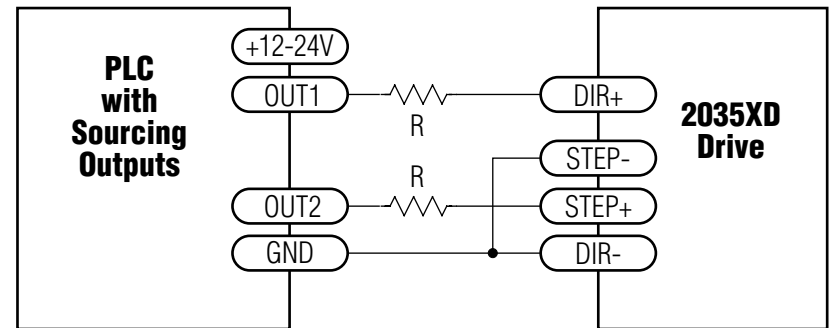 PLC
with
Sourcing
Outputs
+12-24V
OUT1
OUT2
GND
R
R
DIR+
STEP-
STEP+
DIR-
2035XD
Drive